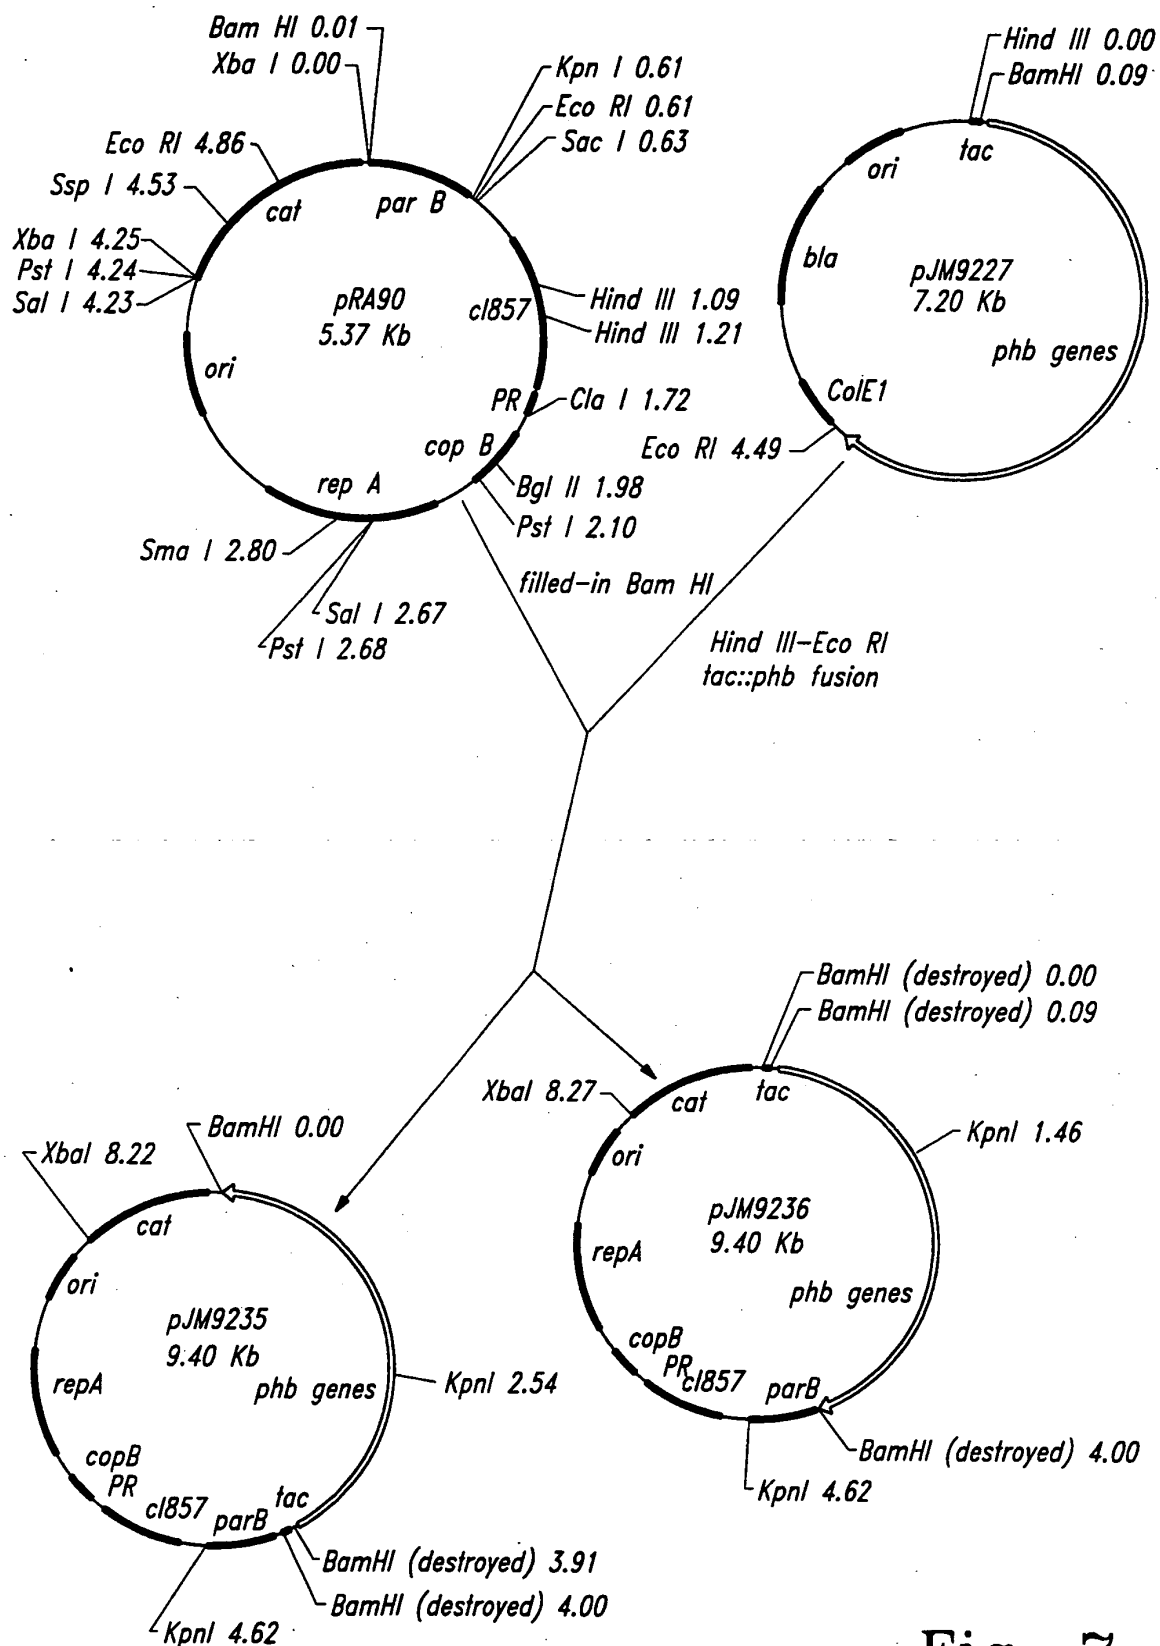 Bam HI 0.01
Xba I 0.00
Kpn I 0.61
Eco RI 0.61
Sac I 0.63
Eco RI 4.86
Ssp I 4.53
Xba I 4.25
Pst I 4.24
Sal I 4.23
cat
par B
pRA90
5.37 Kb
cI857
Hind III 1.09
Hind III 1.21
ori
PR
Cla I 1.72
cop B
rep A
Bgl II 1.98
Pst I 2.10
Sma I 2.80
Sal I 2.67
Pst I 2.68
Hind III 0.00
BamHI 0.09
tac
ori
bla
pJM9227
7.20 Kb
phb genes
ColE1
Eco RI 4.49
filled-in Bam HI
Hind III-Eco RI
tac::phb fusion
BamHI (destroyed) 0.00
BamHI (destroyed) 0.09
XbaI 8.27
cat
tac
KpnI 1.46
ori
pJM9236
9.40 Kb
repA
phb genes
copB
PR
cI857
parB
BamHI (destroyed) 4.00
KpnI 4.62
BamHI 0.00
XbaI 8.22
cat
ori
pJM9235
9.40 Kb
repA
phb genes
KpnI 2.54
copB
PR
cI857
parB
tac
BamHI (destroyed) 3.91
BamHI (destroyed) 4.00
KpnI 4.62
Fig. 7